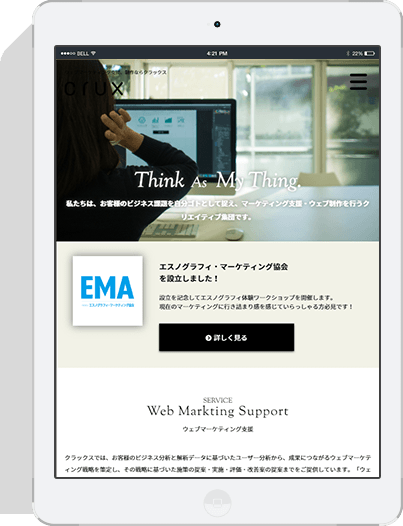 BELL
4:21 PM
22%
制作ならクラックス
crux
Think As My Thing.
私たちは、お客様のビジネス課題を自分ゴトとして捉え、マーケティング支援・ウェブ制作を行うク
リエイティブ集団です。
EMA
エスノグラフィ・マーケティング協会
エスノグラフィ・マーケティング協会
を設立しました！
設立を記念してエスノグラフィ体験ワークショップを開催します。
現在のマーケティングに行き詰まり感を感じていらっしゃる方必見です！
詳しく見る
SERVICE
Web Markting Support
ウェブマーケティング支援
クラックスでは、お客様のビジネス分析と解析データに基づいたユーザー分析から、成果につながるウェブマーケテ
ィング戦略を策定し、その戦略に基づいた施策の提案・実施・評価・改善案の提案までをご提供しています。「ウェ